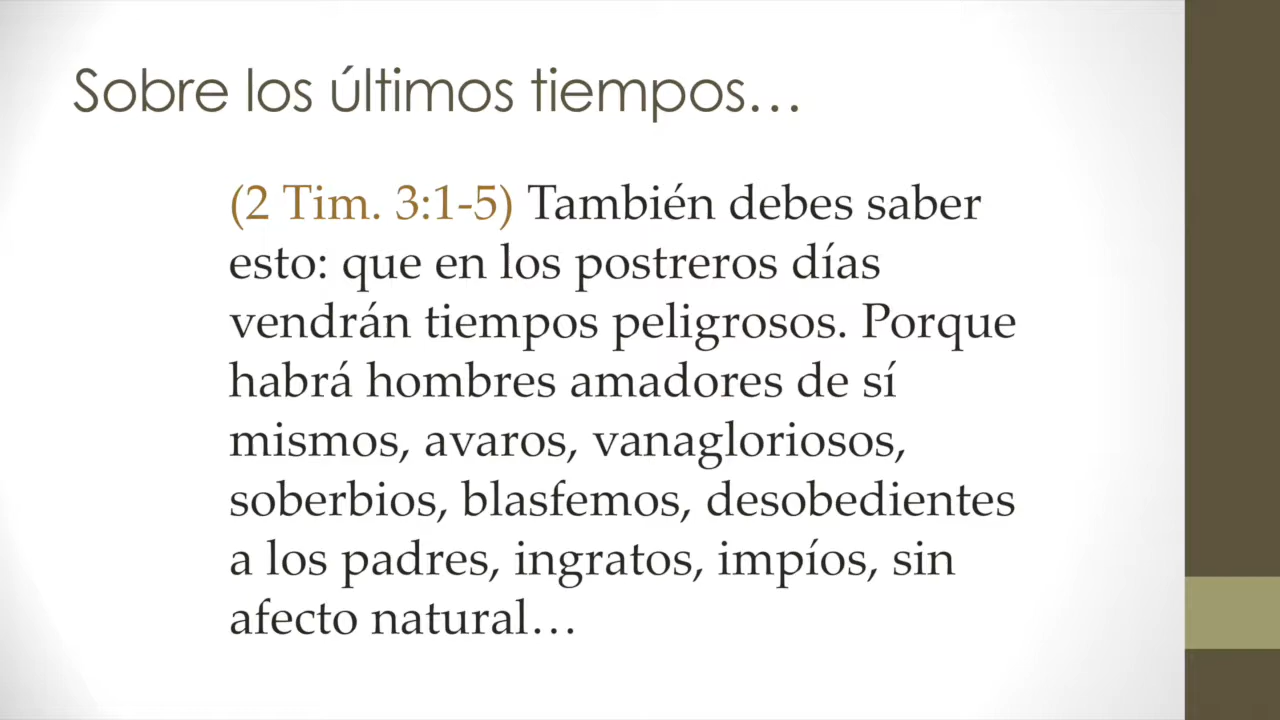 Sobre los últimos tiempos…
(2 Tim. 3:1-5) También debes saber
esto: que en los postreros días
vendrán tiempos peligrosos. Porque
habrá hombres amadores de sí
mismos, avaros, vanagloriosos,
soberbios, blasfemos, desobedientes
a los padres, ingratos, impíos, sin
afecto natural…